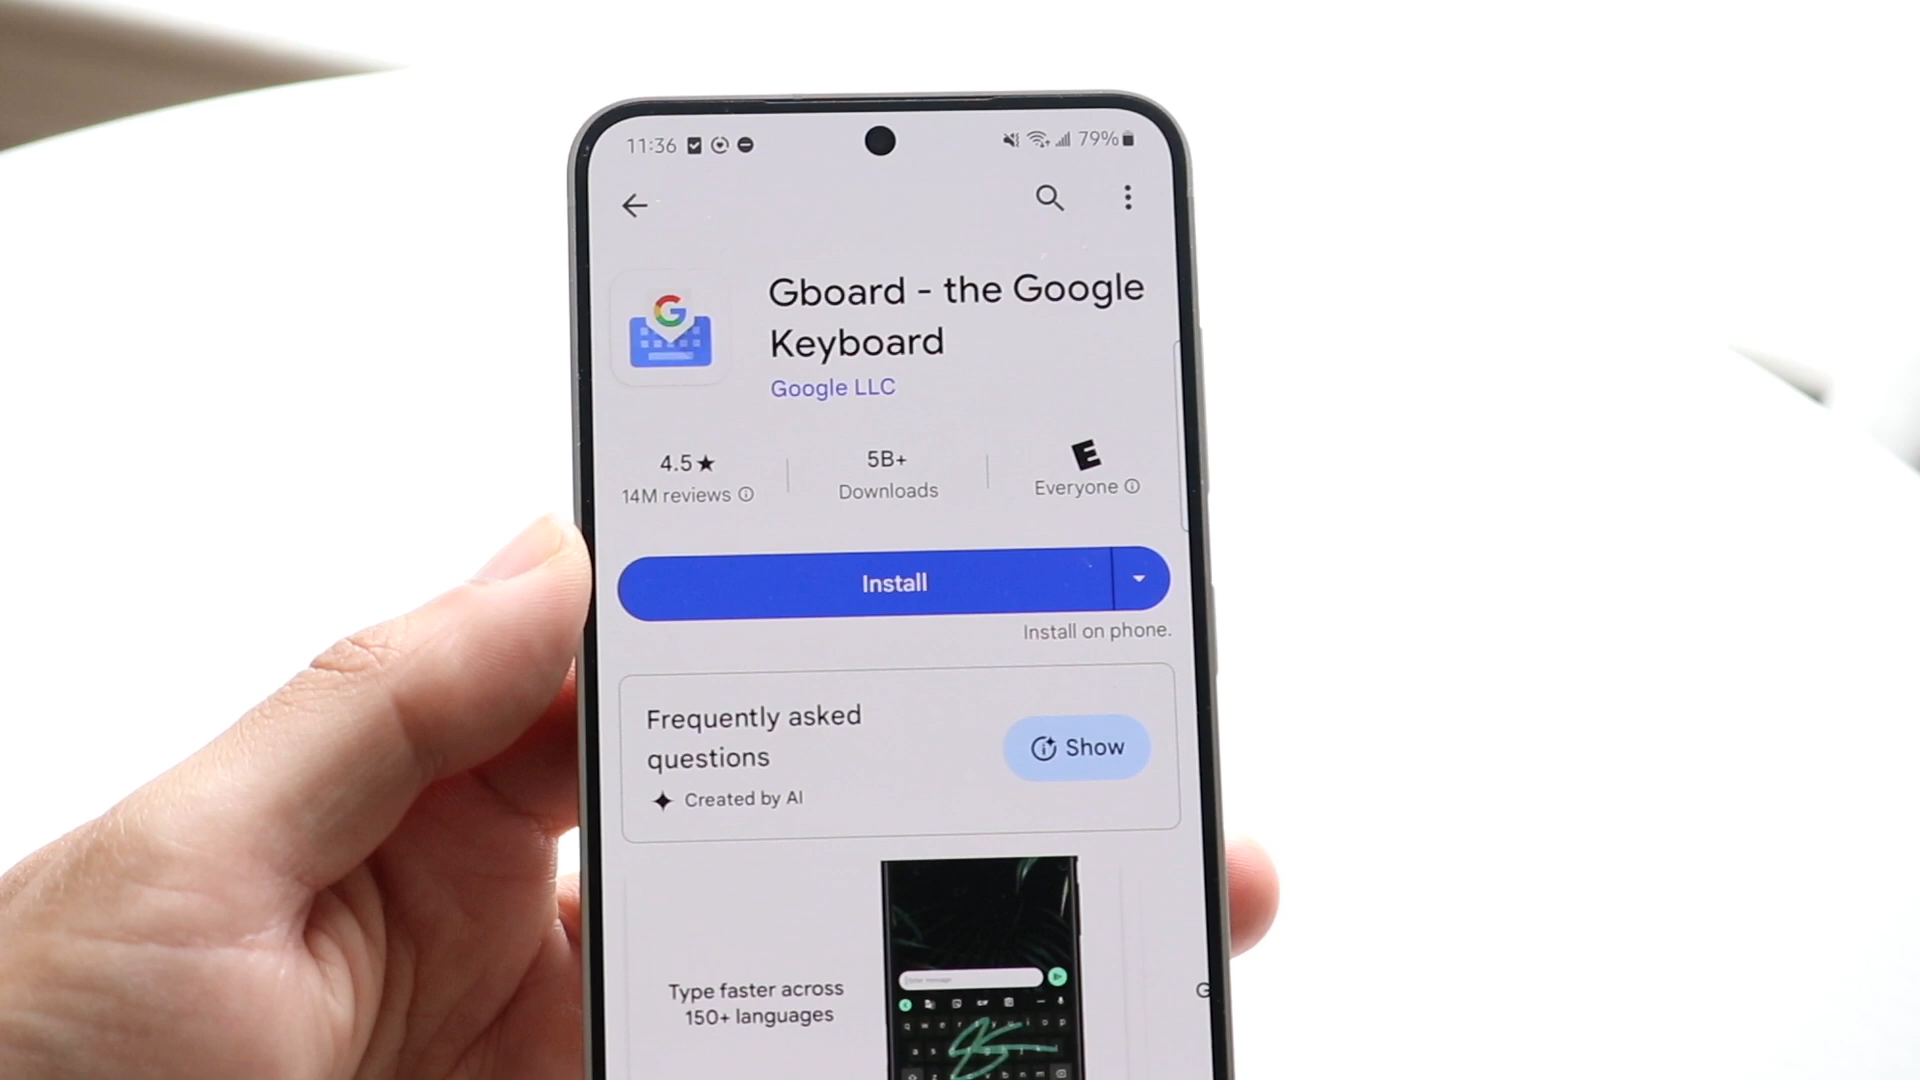 11:36
79%
Gboard - the Google
Keyboard
Google LLC
4.5★
5B+
E
14M reviews
Downloads
Everyone
Install
Install on phone.
Frequently asked
questions
Show
Created by AI
Type faster across
150+ languages
G